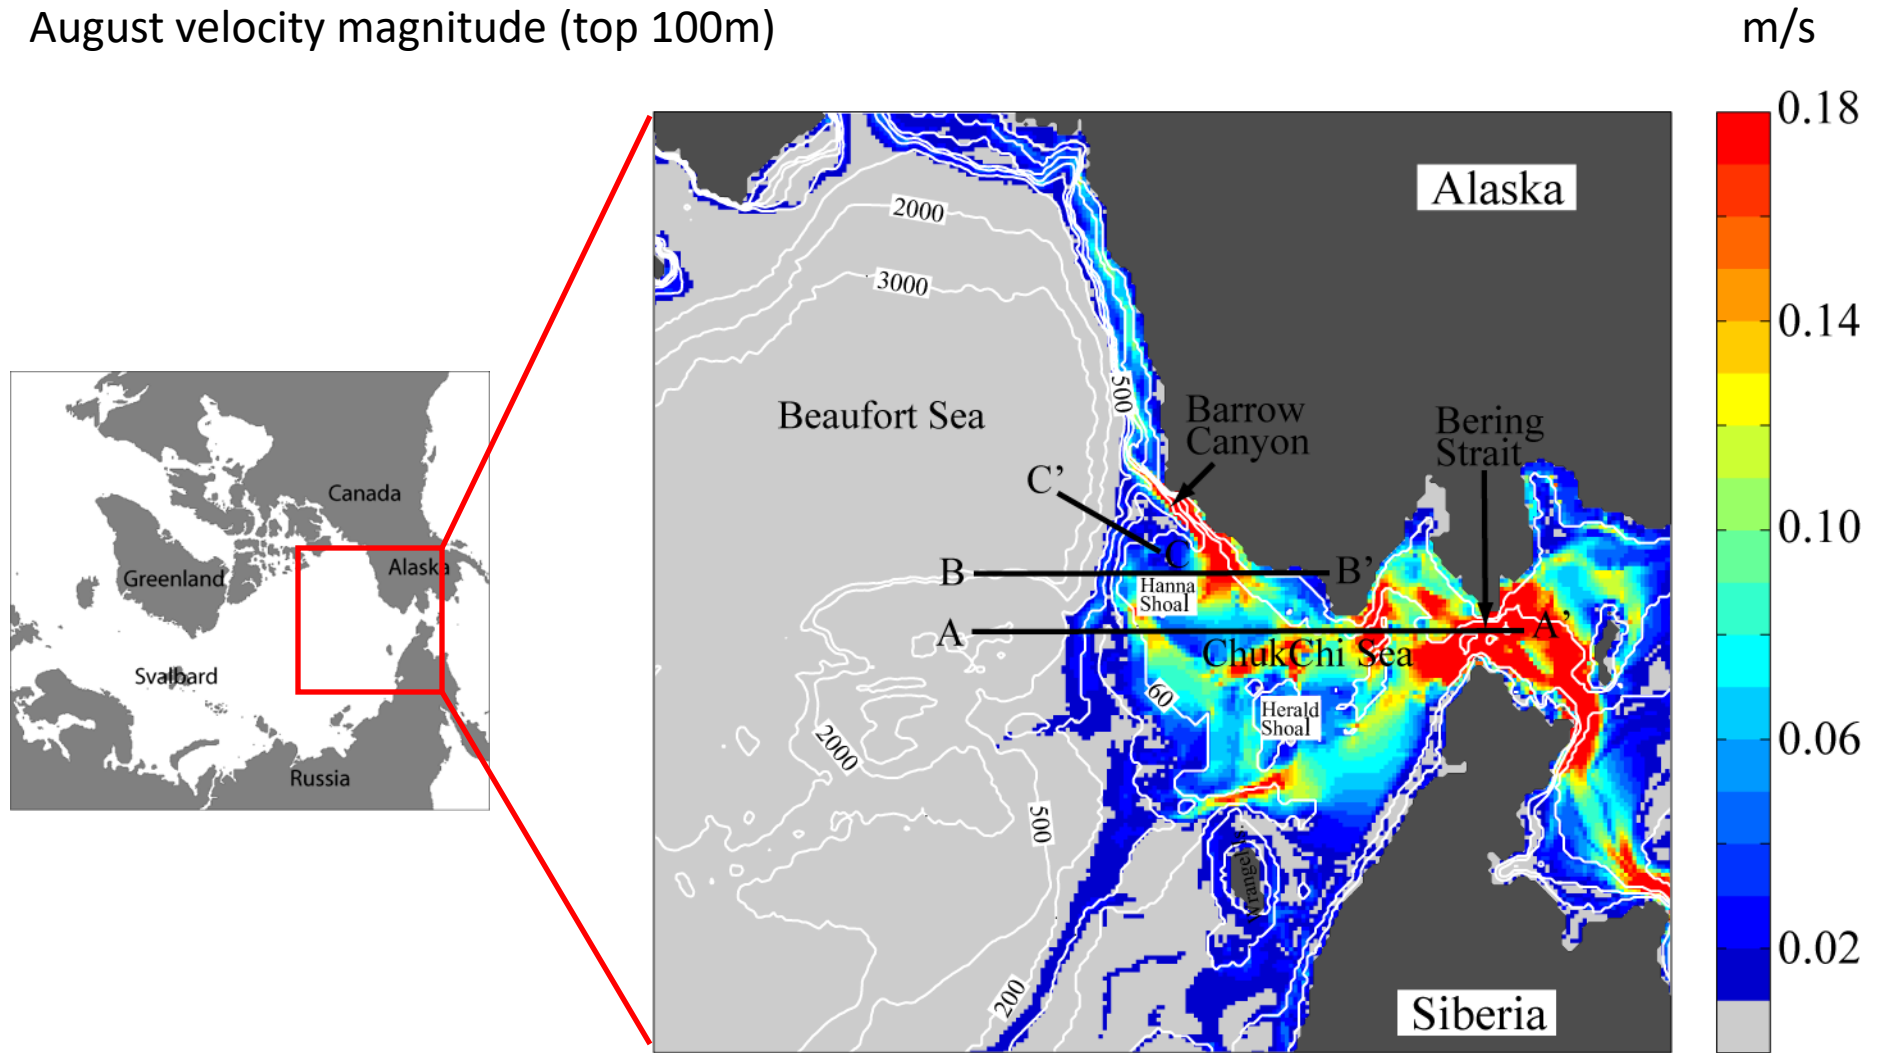 August velocity magnitude (top 100m)
m/s
Canada
Alaska
Greenland
Svalbard
Russia
Alaska
2000
3000
Beaufort Sea
500
Barrow
Canyon
Bering
Strait
C’
C
B
B’
Hanna
Shoal
A
A’
ChukChi Sea
60
Herald
Shoal
2000
500
200
Siberia
0.18
0.14
0.10
0.06
0.02